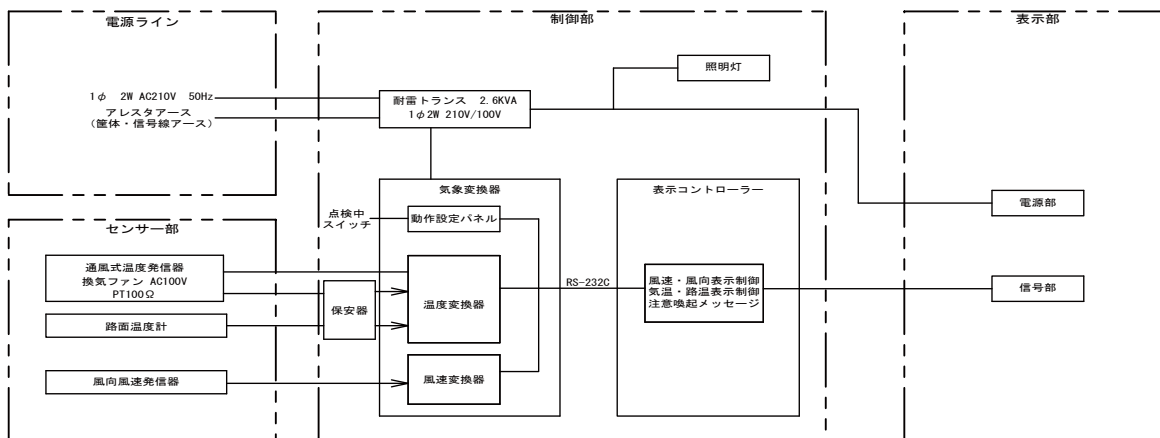 電源ライン
制御部
表示部
照明灯
1φ 2W AC210V 50Hz
アレスタアース
(筐体・信号線アース)
耐雷トランス 2.6KVA
1φ2W 210V/100V
気象変換器
表示コントローラー
点検中
スイッチ
動作設定パネル
電源部
センサー部
通風式温度発信器
換気ファン AC100V
PT100Ω
保安器
温度変換器
RS-232C
風速・風向表示制御
気温・路温表示制御
注意喚起メッセージ
信号部
路面温度計
風向風速発信器
風速変換器